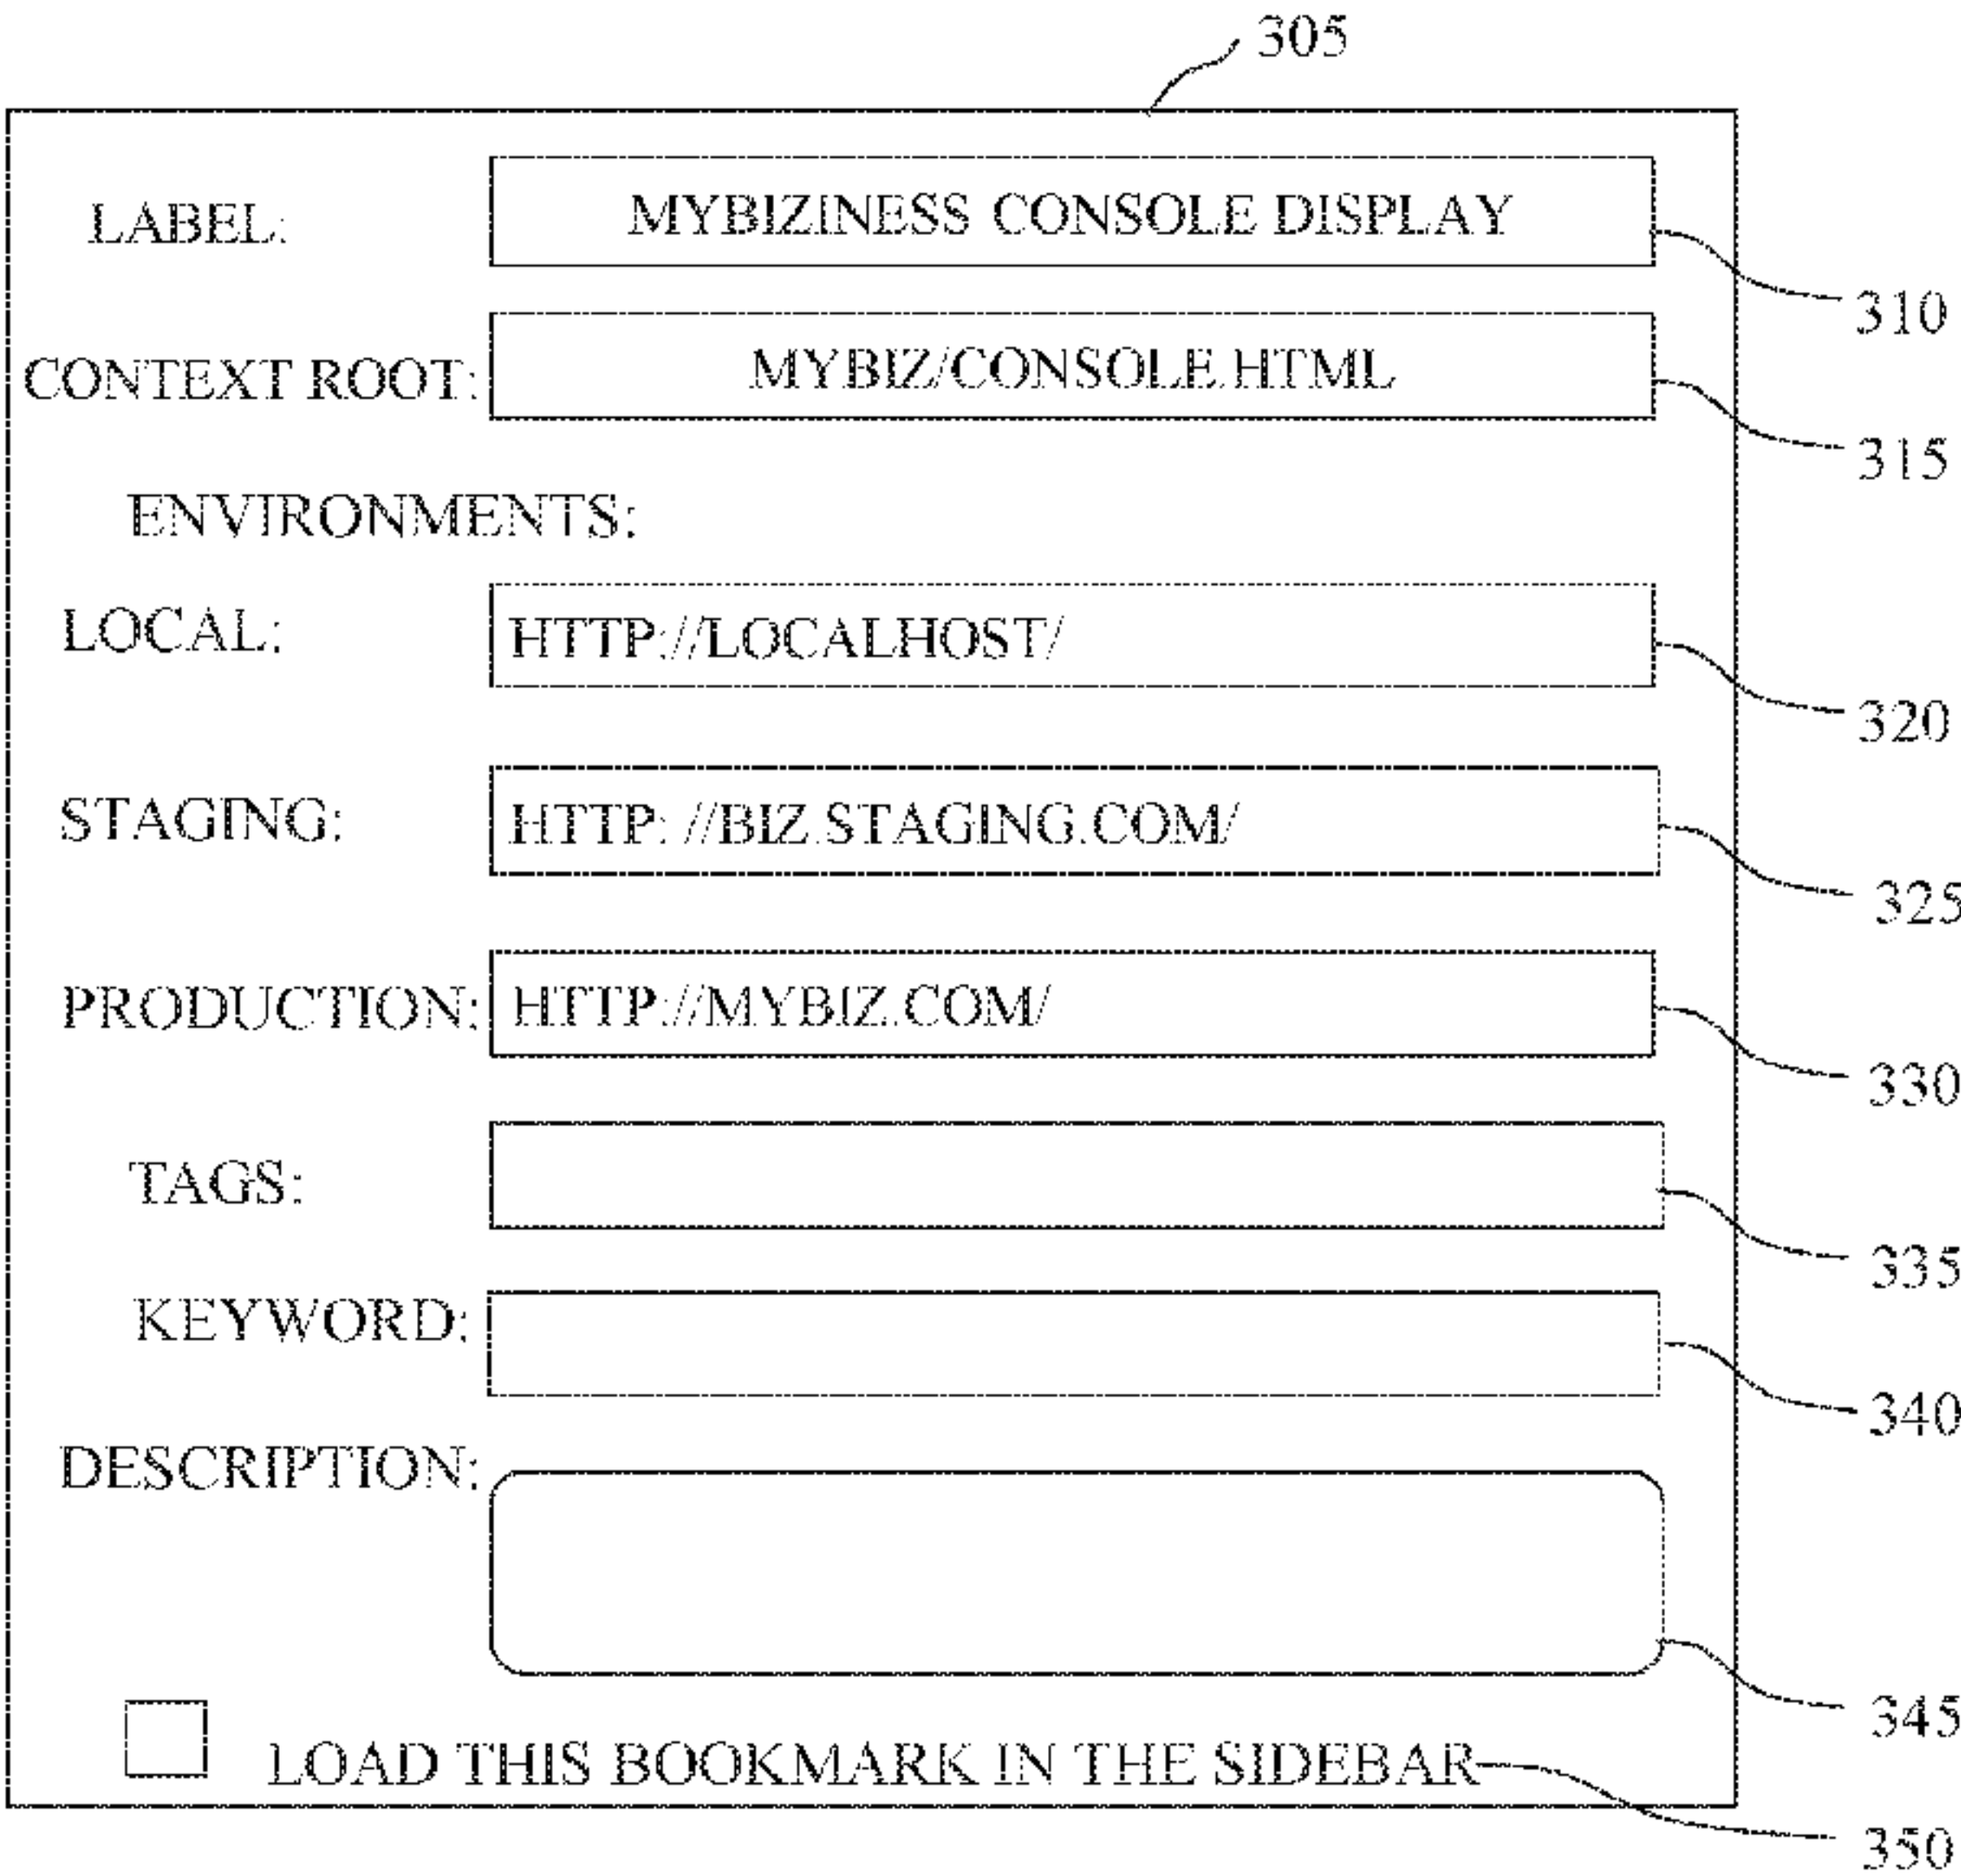 305
LABEL: MYBIZINESS CONSOLE DISPLAY
310
CONTEXT ROOT: MYBIZ/CONSOLE.HTML
315
ENVIRONMENTS:
LOCAL: HTTP://LOCALHOST/
320
STAGING: HTTP: //BIZ.STAGING.COM/
325
PRODUCTION: HTTP://MYBIZ.COM/
330
TAGS:
335
KEYWORD:
340
DESCRIPTION:
345
LOAD THIS BOOKMARK IN THE SIDEBAR
350